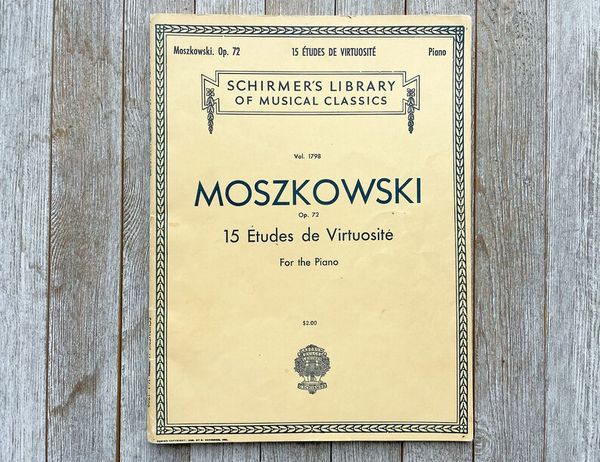 Moszkowski. Op. 72 15 ÉTUDES DE VIRTUOSITÉ Piano
SCHIRMER'S LIBRARY
OF MUSICAL CLASSICS
Vol. 1798
MOSZKOWSKI
Op. 72
15 Études de Virtuosité
For the Piano
$2.00